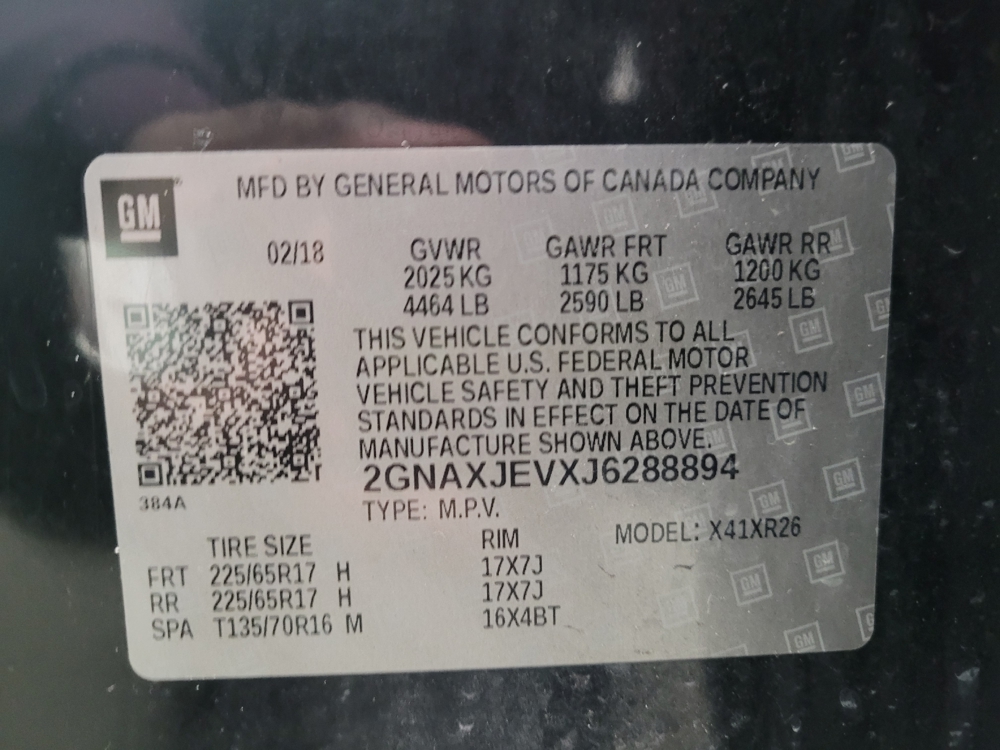 GM
MFD BY GENERAL MOTORS OF CANADA COMPANY
02/18 GVWR GAWR FRT GAWR RR
2025 KG 1175 KG 1200 KG
4464 LB 2590 LB 2645 LB
THIS VEHICLE CONFORMS TO ALL
APPLICABLE U.S. FEDERAL MOTOR
VEHICLE SAFETY AND THEFT PREVENTION
STANDARDS IN EFFECT ON THE DATE OF
MANUFACTURE SHOWN ABOVE.
2GNAXJEVXJ6288894
384A
TYPE: M.P.V.
MODEL: X41XR26
TIRE SIZE RIM
FRT 225/65R17 H 17X7J
RR 225/65R17 H 17X7J
SPA T135/70R16 M 16X4BT